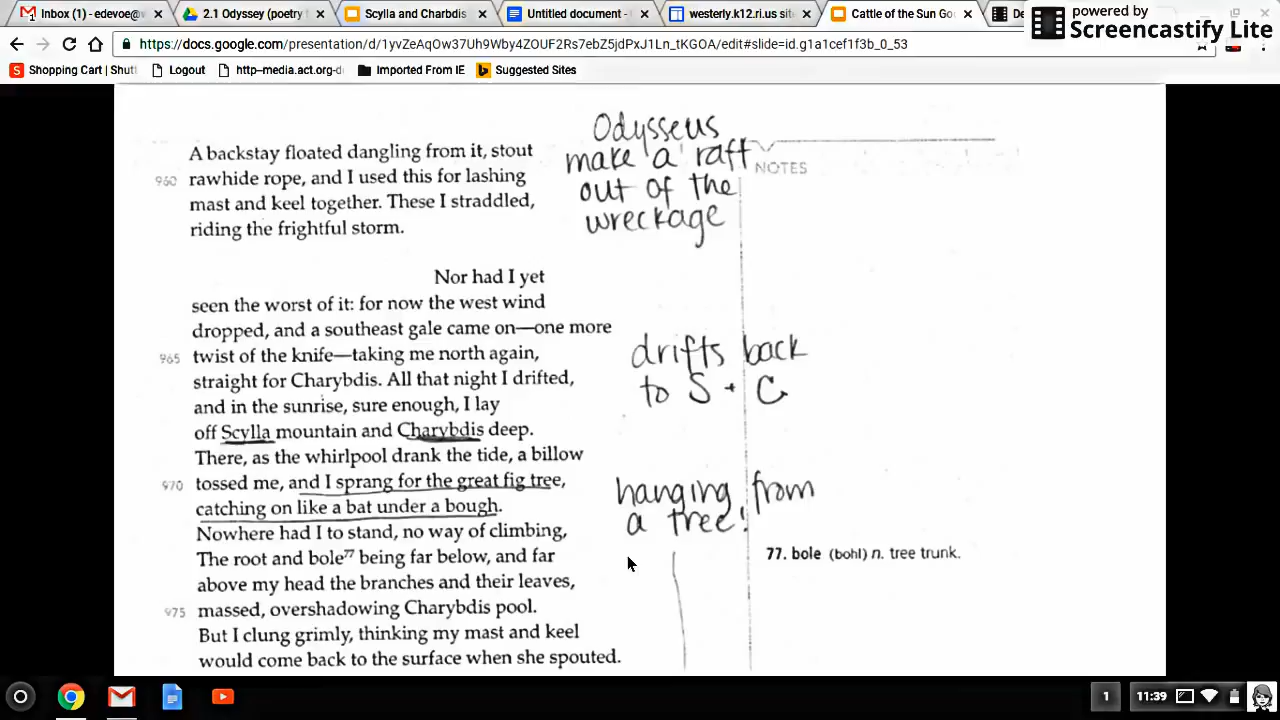 Inbox (1) - edevoe@
2.1 Odyssey (poetry
Scylla and Charbdis
Untitled document -
westerly.k12.ri.us sit
Cattle of the Sun Go
De
powered by
Screencastify Lite
https://docs.google.com/presentation/d/1yvZeAqOw37Uh9Wby4ZOUF2Rs7ebZ5jdPxJ1Ln_tKGOA/edit#slide=id.g1a1cef1f3b_0_53
Shopping Cart | Shutt
Logout
http--media.act.org-d
Imported From IE
Suggested Sites
A backstay floated dangling from it, stout
960 rawhide rope, and I used this for lashing
mast and keel together. These I straddled,
riding the frightful storm.
Odysseus
make a raft
out of the
wreckage
NOTES
Nor had I yet
seen the worst of it: for now the west wind
dropped, and a southeast gale came on—one more
965 twist of the knife—taking me north again,
straight for Charybdis. All that night I drifted,
and in the sunrise, sure enough, I lay
off Scylla mountain and Charybdis deep.
There, as the whirlpool drank the tide, a billow
970 tossed me, and I sprang for the great fig tree,
catching on like a bat under a bough.
Nowhere had I to stand, no way of climbing,
The root and bole77 being far below, and far
above my head the branches and their leaves,
975 massed, overshadowing Charybdis pool.
But I clung grimly, thinking my mast and keel
would come back to the surface when she spouted.
drifts back
to S + C
hanging from
a tree!
77. bole (bohl) n. tree trunk.
1
11:39